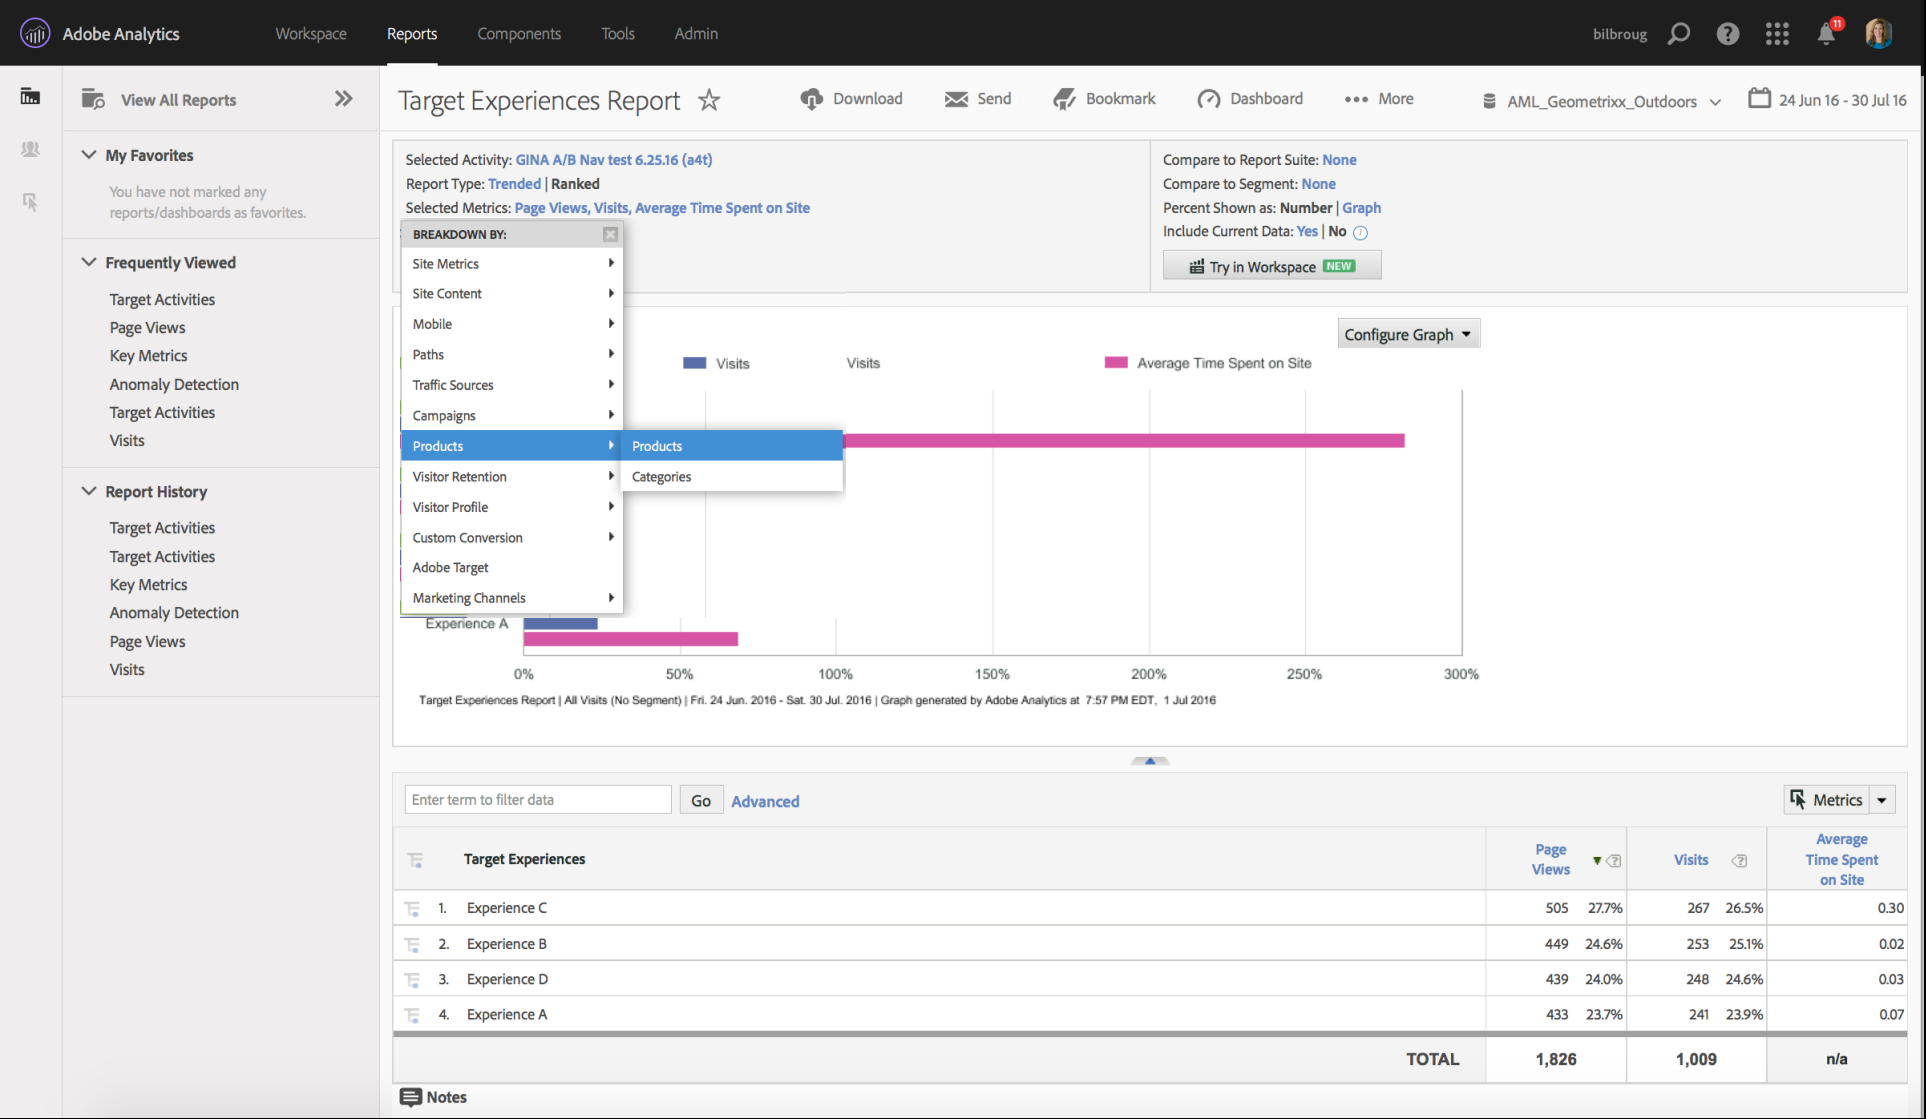 Adobe Analytics
Workspace
Reports
Components
Tools
Admin
bilbroug
11
View All Reports
Target Experiences Report
Download
Send
Bookmark
Dashboard
More
AML_Geometrixx_Outdoors
24 Jun 16 - 30 Jul 16
My Favorites
You have not marked any
reports/dashboards as favorites.
Frequently Viewed
Target Activities
Page Views
Key Metrics
Anomaly Detection
Target Activities
Visits
Report History
Target Activities
Target Activities
Key Metrics
Anomaly Detection
Page Views
Visits
Selected Activity: GINA A/B Nav test 6.25.16 (a4t)
Report Type: Trended | Ranked
Selected Metrics: Page Views, Visits, Average Time Spent on Site
Compare to Report Suite: None
Compare to Segment: None
Percent Shown as: Number | Graph
Include Current Data: Yes | No
Try in Workspace NEW
BREAKDOWN BY:
Site Metrics
Site Content
Mobile
Paths
Traffic Sources
Campaigns
Products
Visitor Retention
Visitor Profile
Custom Conversion
Adobe Target
Marketing Channels
Products
Categories
Configure Graph
Visits
Visits
Average Time Spent on Site
Experience A
0% 50% 100% 150% 200% 250% 300%
Target Experiences Report | All Visits (No Segment) | Fri. 24 Jun. 2016 - Sat. 30 Jul. 2016 | Graph generated by Adobe Analytics at 7:57 PM EDT, 1 Jul 2016
Enter term to filter data
Go
Advanced
Metrics
Target Experiences
Page
Views
Visits
Average
Time Spent
on Site
1. Experience C 505 27.7% 267 26.5% 0.30
2. Experience B 449 24.6% 253 25.1% 0.02
3. Experience D 439 24.0% 248 24.6% 0.03
4. Experience A 433 23.7% 241 23.9% 0.07
TOTAL 1,826 1,009 n/a
Notes